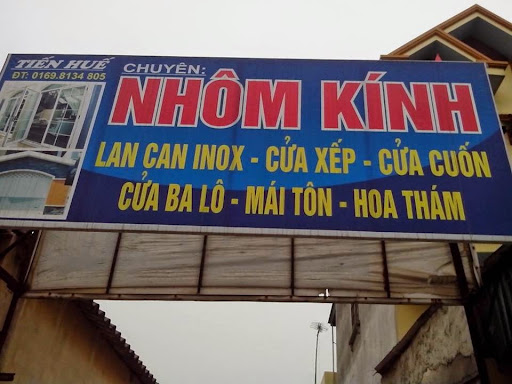 TIẾN HUẾ
ĐT: 0169.8134 805
CHUYÊN:
NHÔM KÍNH
LAN CAN INOX - CỬA XẾP - CỬA CUỐN
CỬA BA LÔ - MÁI TÔN - HOA THÁM